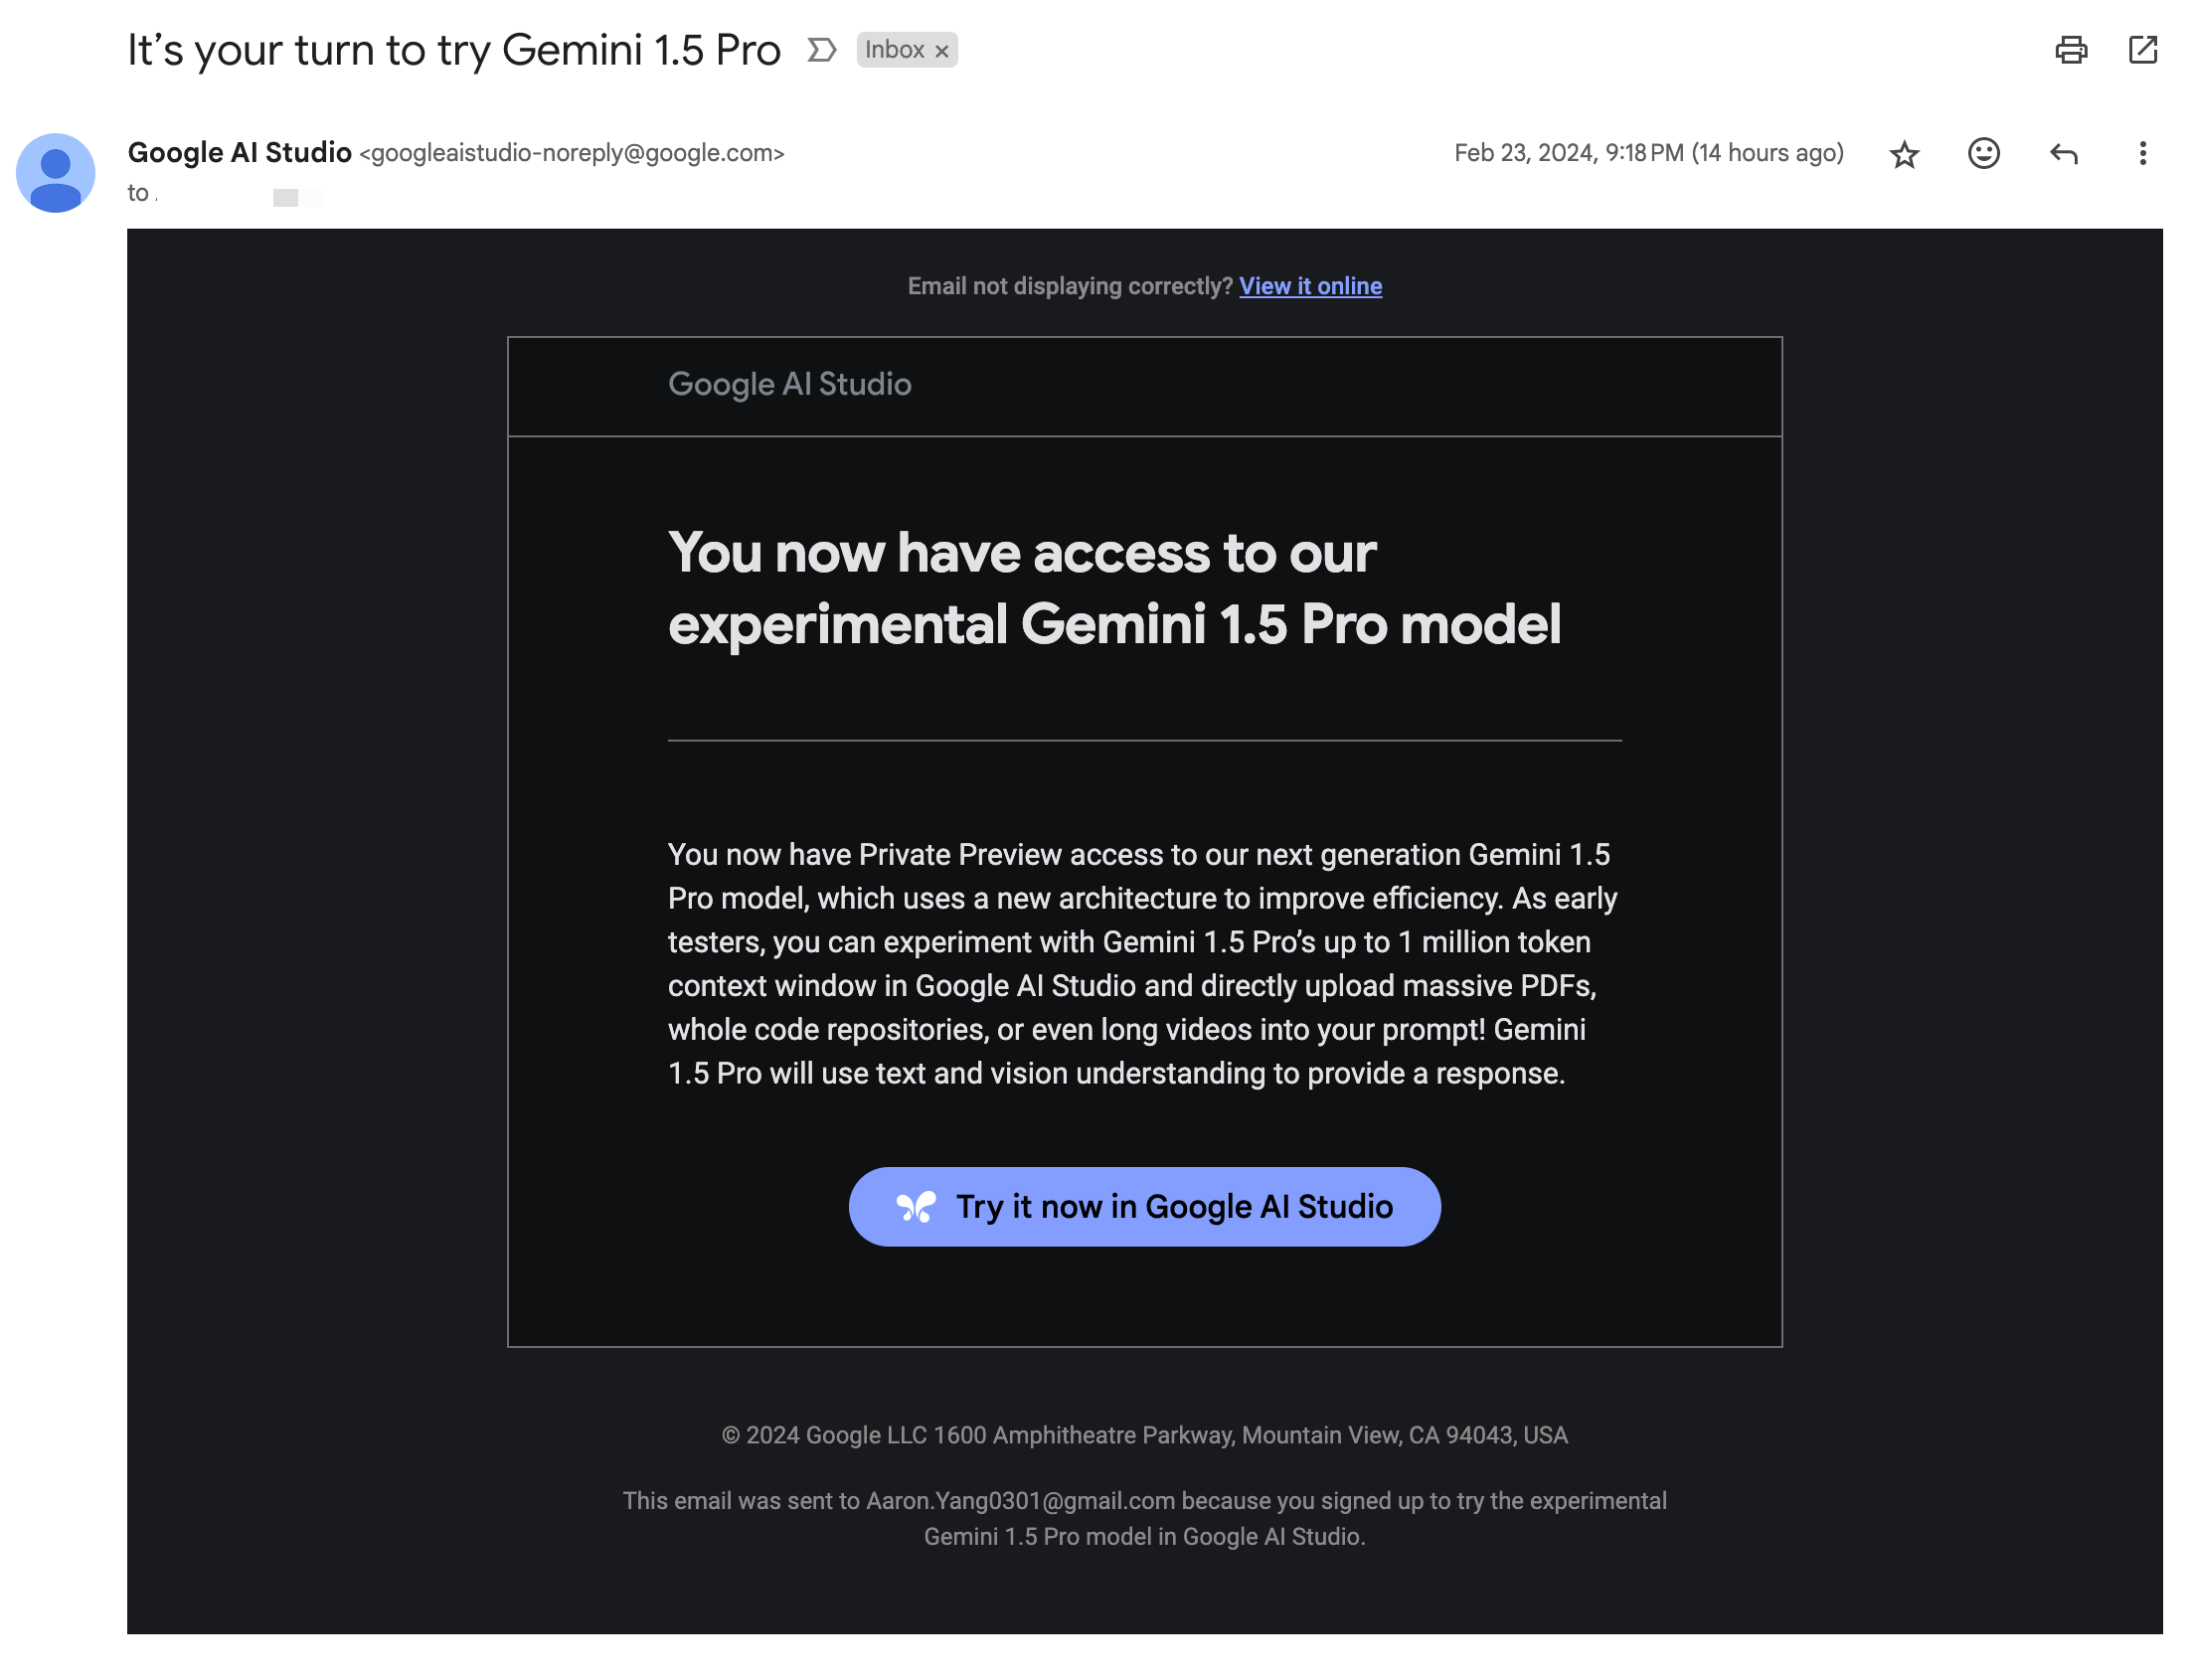 It’s your turn to try Gemini 1.5 Pro Inbox ×
Google AI Studio <googleaistudio-noreply@google.com> Feb 23, 2024, 9:18 PM (14 hours ago)
to
Email not displaying correctly? View it online
Google AI Studio
You now have access to our
experimental Gemini 1.5 Pro model
You now have Private Preview access to our next generation Gemini 1.5
Pro model, which uses a new architecture to improve efficiency. As early
testers, you can experiment with Gemini 1.5 Pro’s up to 1 million token
context window in Google AI Studio and directly upload massive PDFs,
whole code repositories, or even long videos into your prompt! Gemini
1.5 Pro will use text and vision understanding to provide a response.
Try it now in Google AI Studio
© 2024 Google LLC 1600 Amphitheatre Parkway, Mountain View, CA 94043, USA
This email was sent to Aaron.Yang0301@gmail.com because you signed up to try the experimental
Gemini 1.5 Pro model in Google AI Studio.